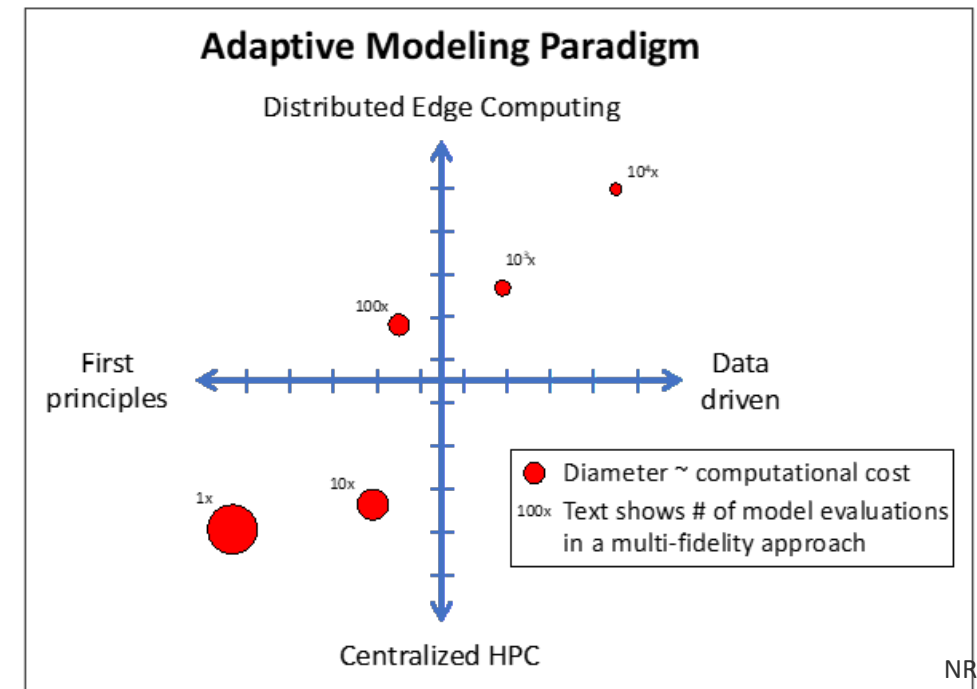 Adaptive Modeling Paradigm
Distributed Edge Computing
10⁴x
10³x
100x
First
principles
Data
driven
1x
10x
Diameter ~ computational cost
100x Text shows # of model evaluations
in a multi-fidelity approach
Centralized HPC
NR